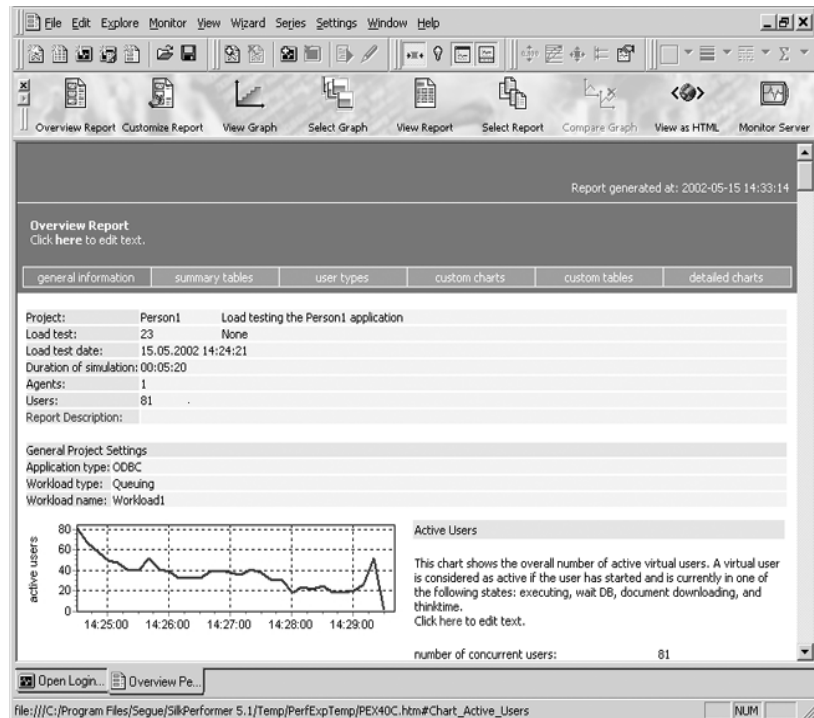 File Edit Explore Monitor View Wizard Series Settings Window Help
Overview Report Customize Report View Graph Select Graph View Report Select Report Compare Graph View as HTML Monitor Server
Report generated at: 2002-05-15 14:33:14
Overview Report
Click here to edit text.
general information summary tables user types custom charts custom tables detailed charts
Project: Person1 Load testing the Person1 application
Load test: 23 None
Load test date: 15.05.2002 14:24:21
Duration of simulation: 00:05:20
Agents: 1
Users: 81
Report Description:
General Project Settings
Application type: ODBC
Workload type: Queuing
Workload name: Workload1
active users
80
60
40
20
0
14:25:00 14:26:00 14:27:00 14:28:00 14:29:00
Active Users
This chart shows the overall number of active virtual users. A virtual user
is considered as active if the user has started and is currently in one of
the following states: executing, wait DB, document downloading, and
thinktime.
Click here to edit text.
number of concurrent users: 81
Open Login... Overview Pe...
file:///C:/Program Files/Segue/SilkPerformer 5.1/Temp/PerfExpTemp/PEX40C.htm#Chart_Active_Users NUM